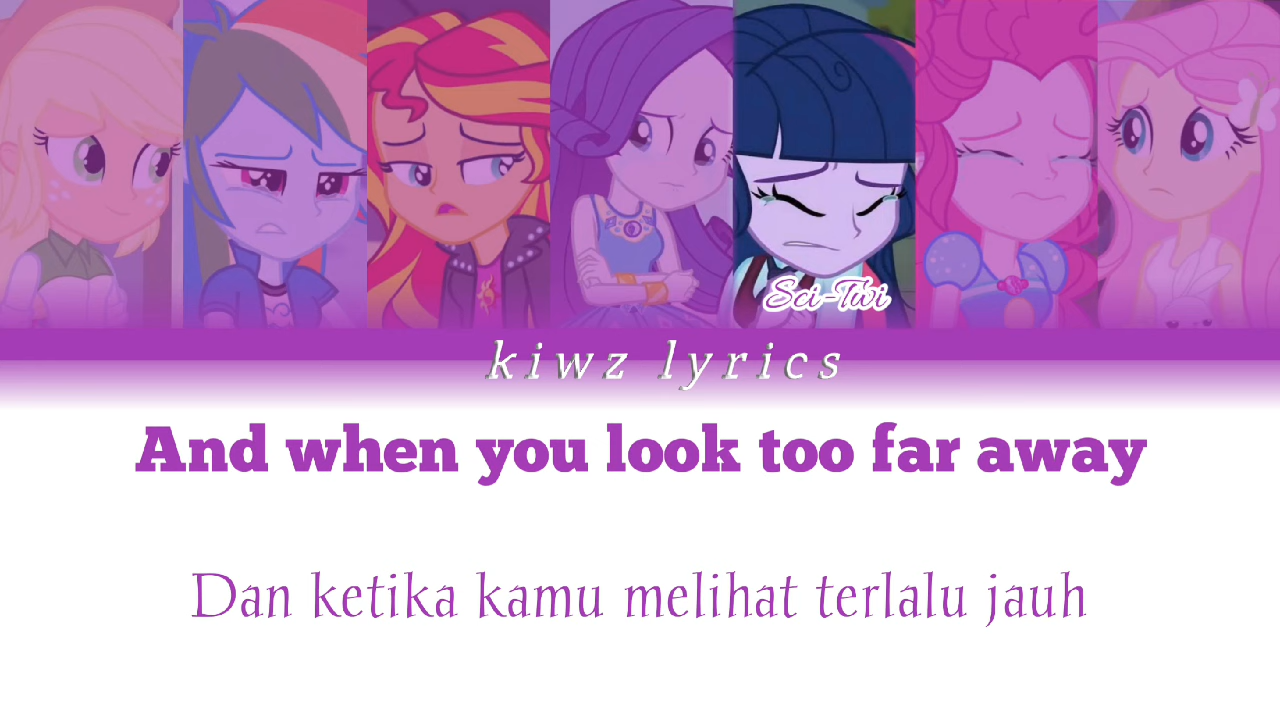 Sci-Twi
kiwz lyrics
And when you look too far away
Dan ketika kamu melihat terlalu jauh